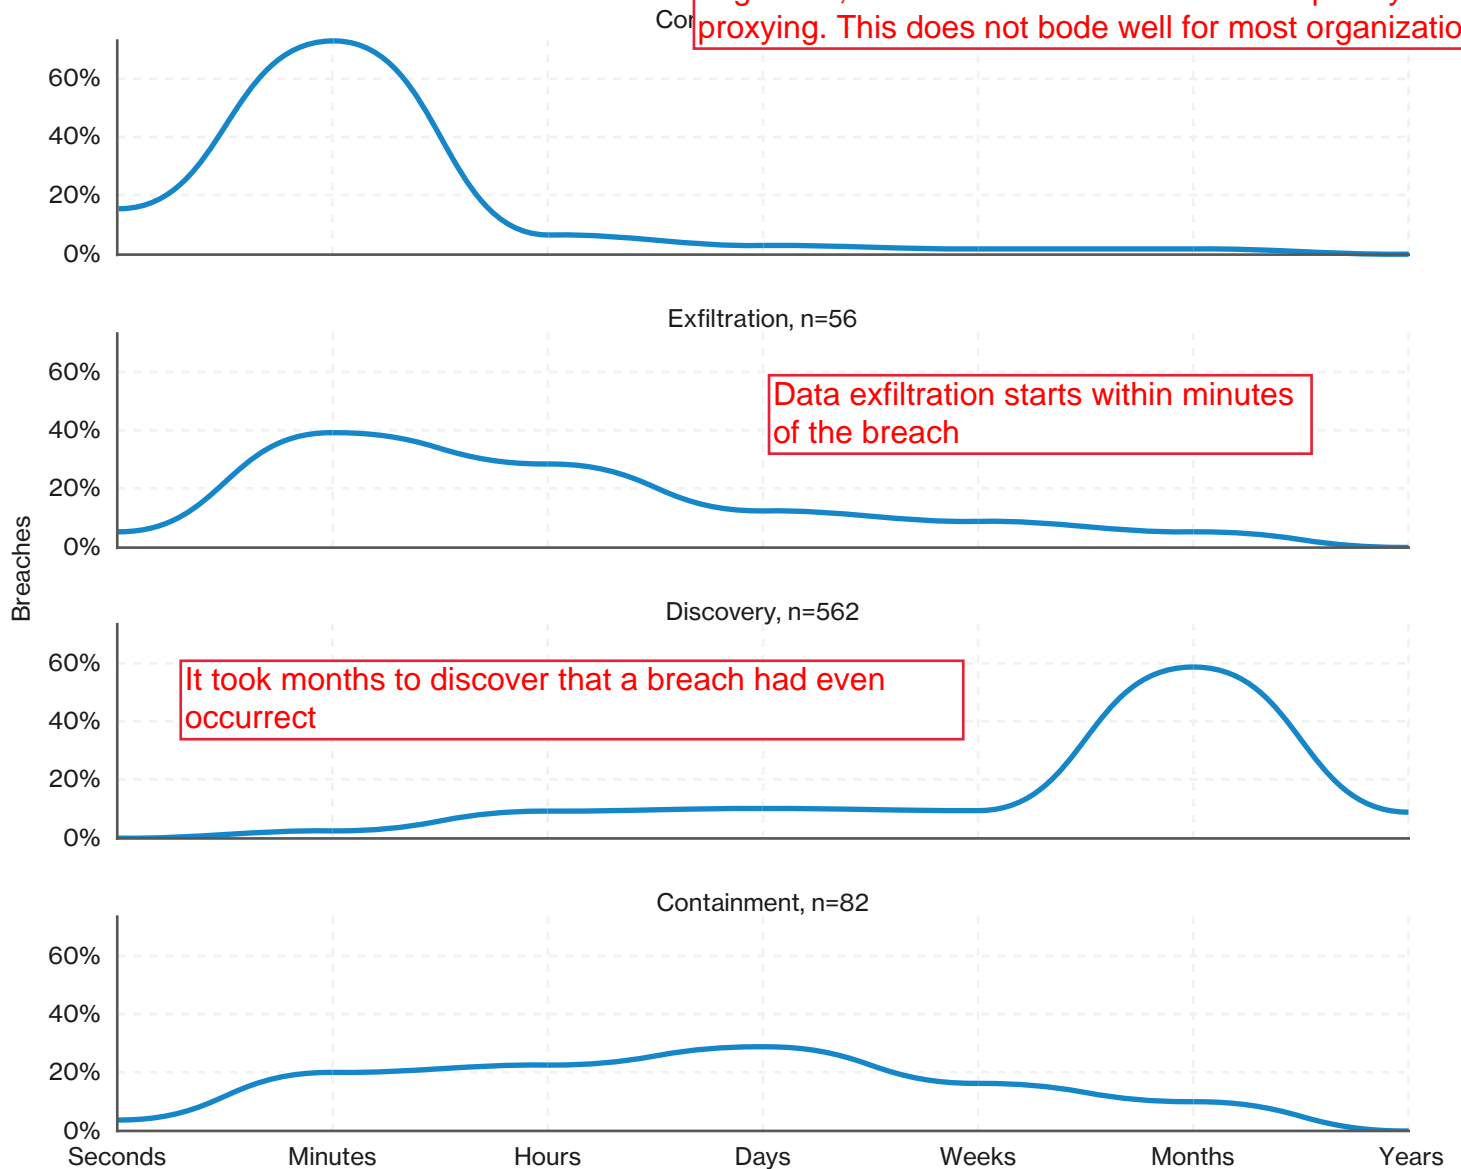 proxying. This does not bode well for most
60%
40%
20%
0%
Exfiltration, n=56
60%
Data exfiltration starts within minutes
of the breach
40%
20%
0%
Breaches
Discovery, n=562
60%
It took months to discover that a breach had even
occurrect
40%
20%
0%
Containment, n=82
60%
40%
20%
0%
Seconds Minutes Hours Days Weeks Months Years